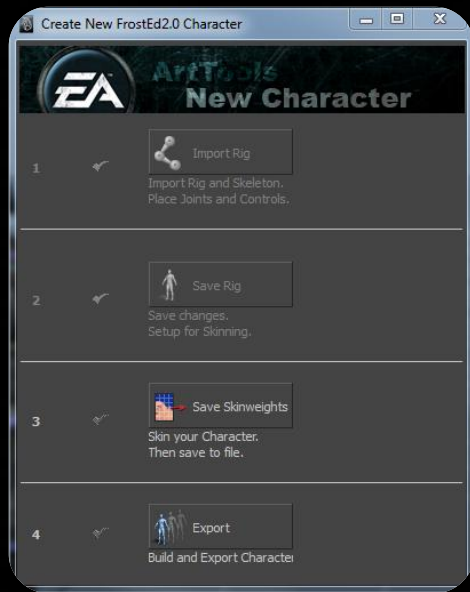 Create New FrostEd2.0 Character
EA
ArtTools
New Character
1
Import Rig
Import Rig and Skeleton.
Place Joints and Controls.
2
Save Rig
Save changes.
Setup for Skinning.
3
Save Skinweights
Skin your Character.
Then save to file.
4
Export
Build and Export Character